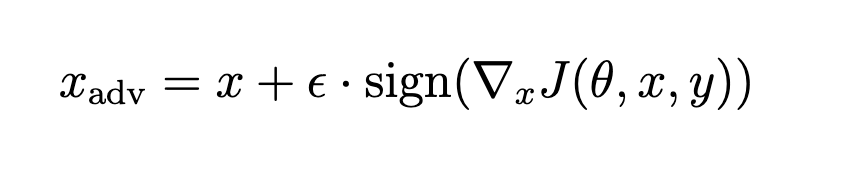 x_adv = x + ϵ · sign(∇_x J(θ, x, y))